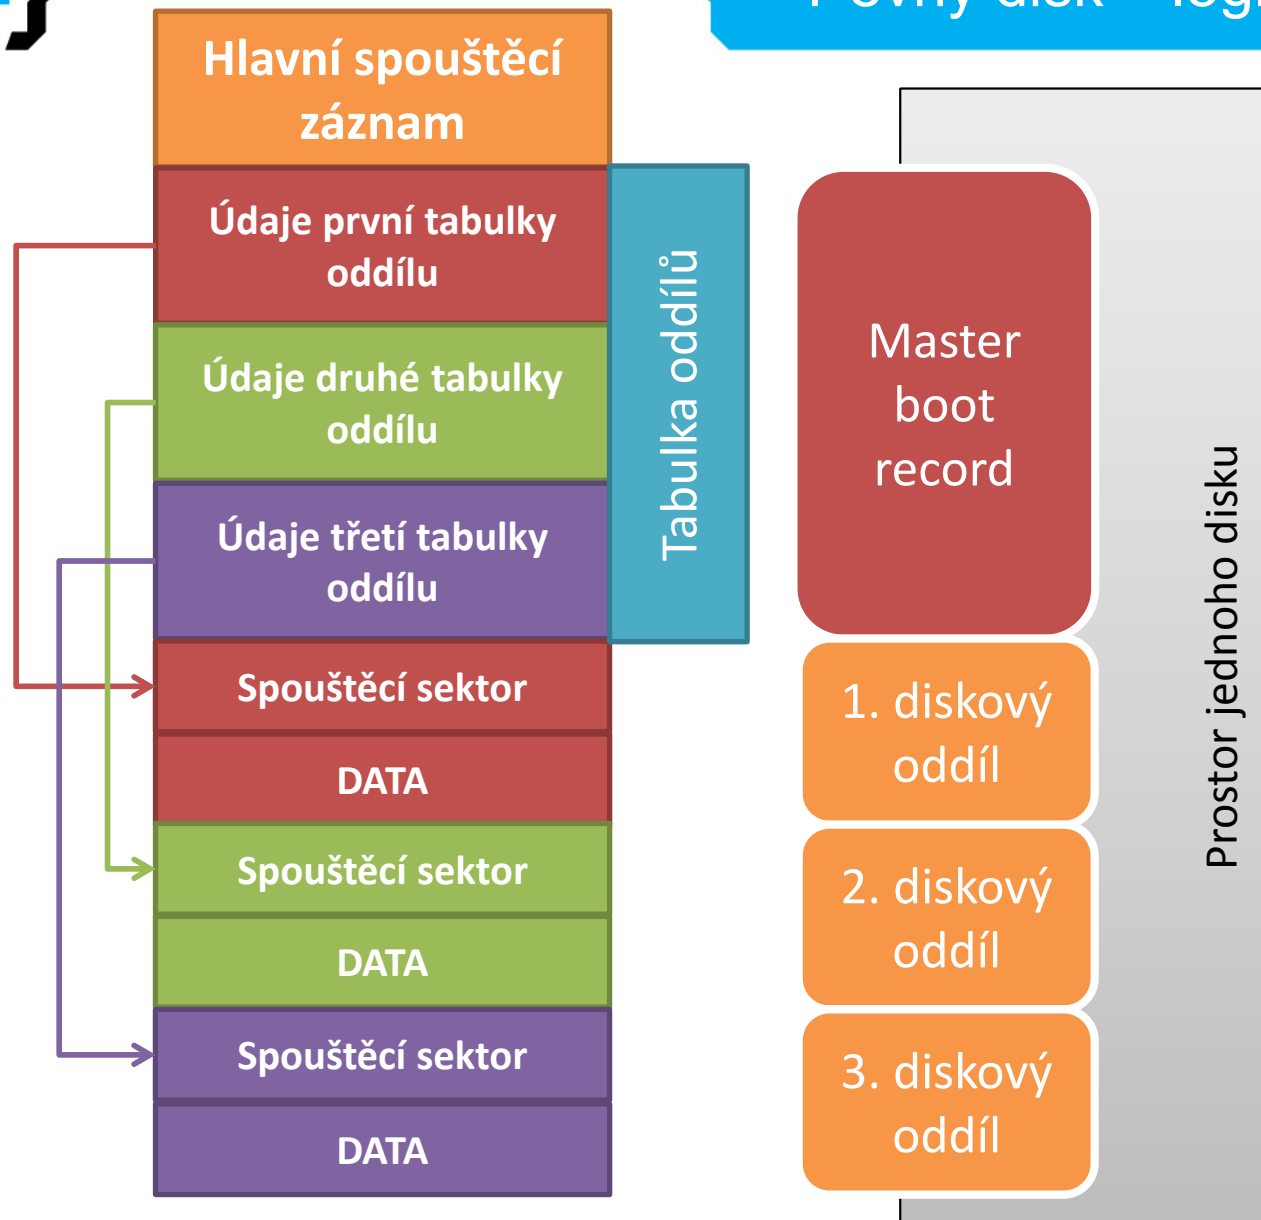 Pevný disk
Hlavní spouštěcí
záznam
Údaje první tabulky
oddílu
Údaje druhé tabulky
oddílu
Údaje třetí tabulky
oddílu
Tabulka oddílů
Spouštěcí sektor
DATA
Spouštěcí sektor
DATA
Spouštěcí sektor
DATA
Master
boot
record
1. diskový
oddíl
2. diskový
oddíl
3. diskový
oddíl
Prostor jednoho disku